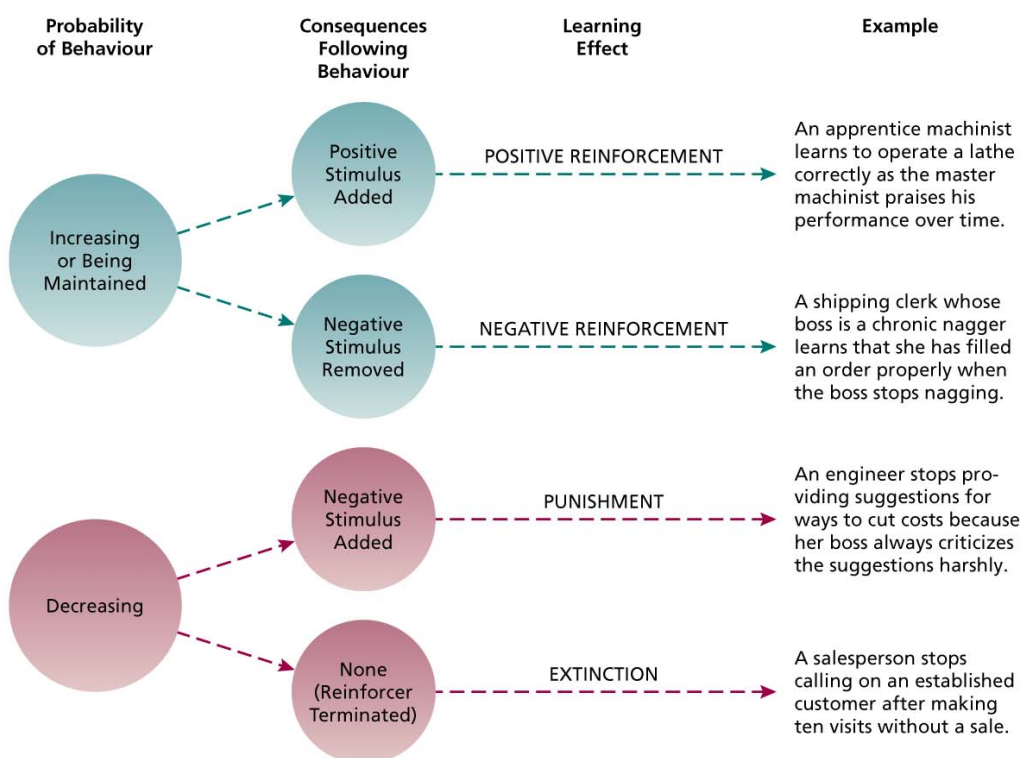 Probability
of Behaviour
Consequences
Following
Behaviour
Learning
Effect
Example
Increasing
or Being
Maintained
Positive
Stimulus
Added
POSITIVE REINFORCEMENT
An apprentice machinist
learns to operate a lathe
correctly as the master
machinist praises his
performance over time.
Negative
Stimulus
Removed
NEGATIVE REINFORCEMENT
A shipping clerk whose
boss is a chronic nagger
learns that she has filled
an order properly when
the boss stops nagging.
Decreasing
Negative
Stimulus
Added
PUNISHMENT
An engineer stops pro-
viding suggestions for
ways to cut costs because
her boss always criticizes
the suggestions harshly.
None
(Reinforcer
Terminated)
EXTINCTION
A salesperson stops
calling on an established
customer after making
ten visits without a sale.